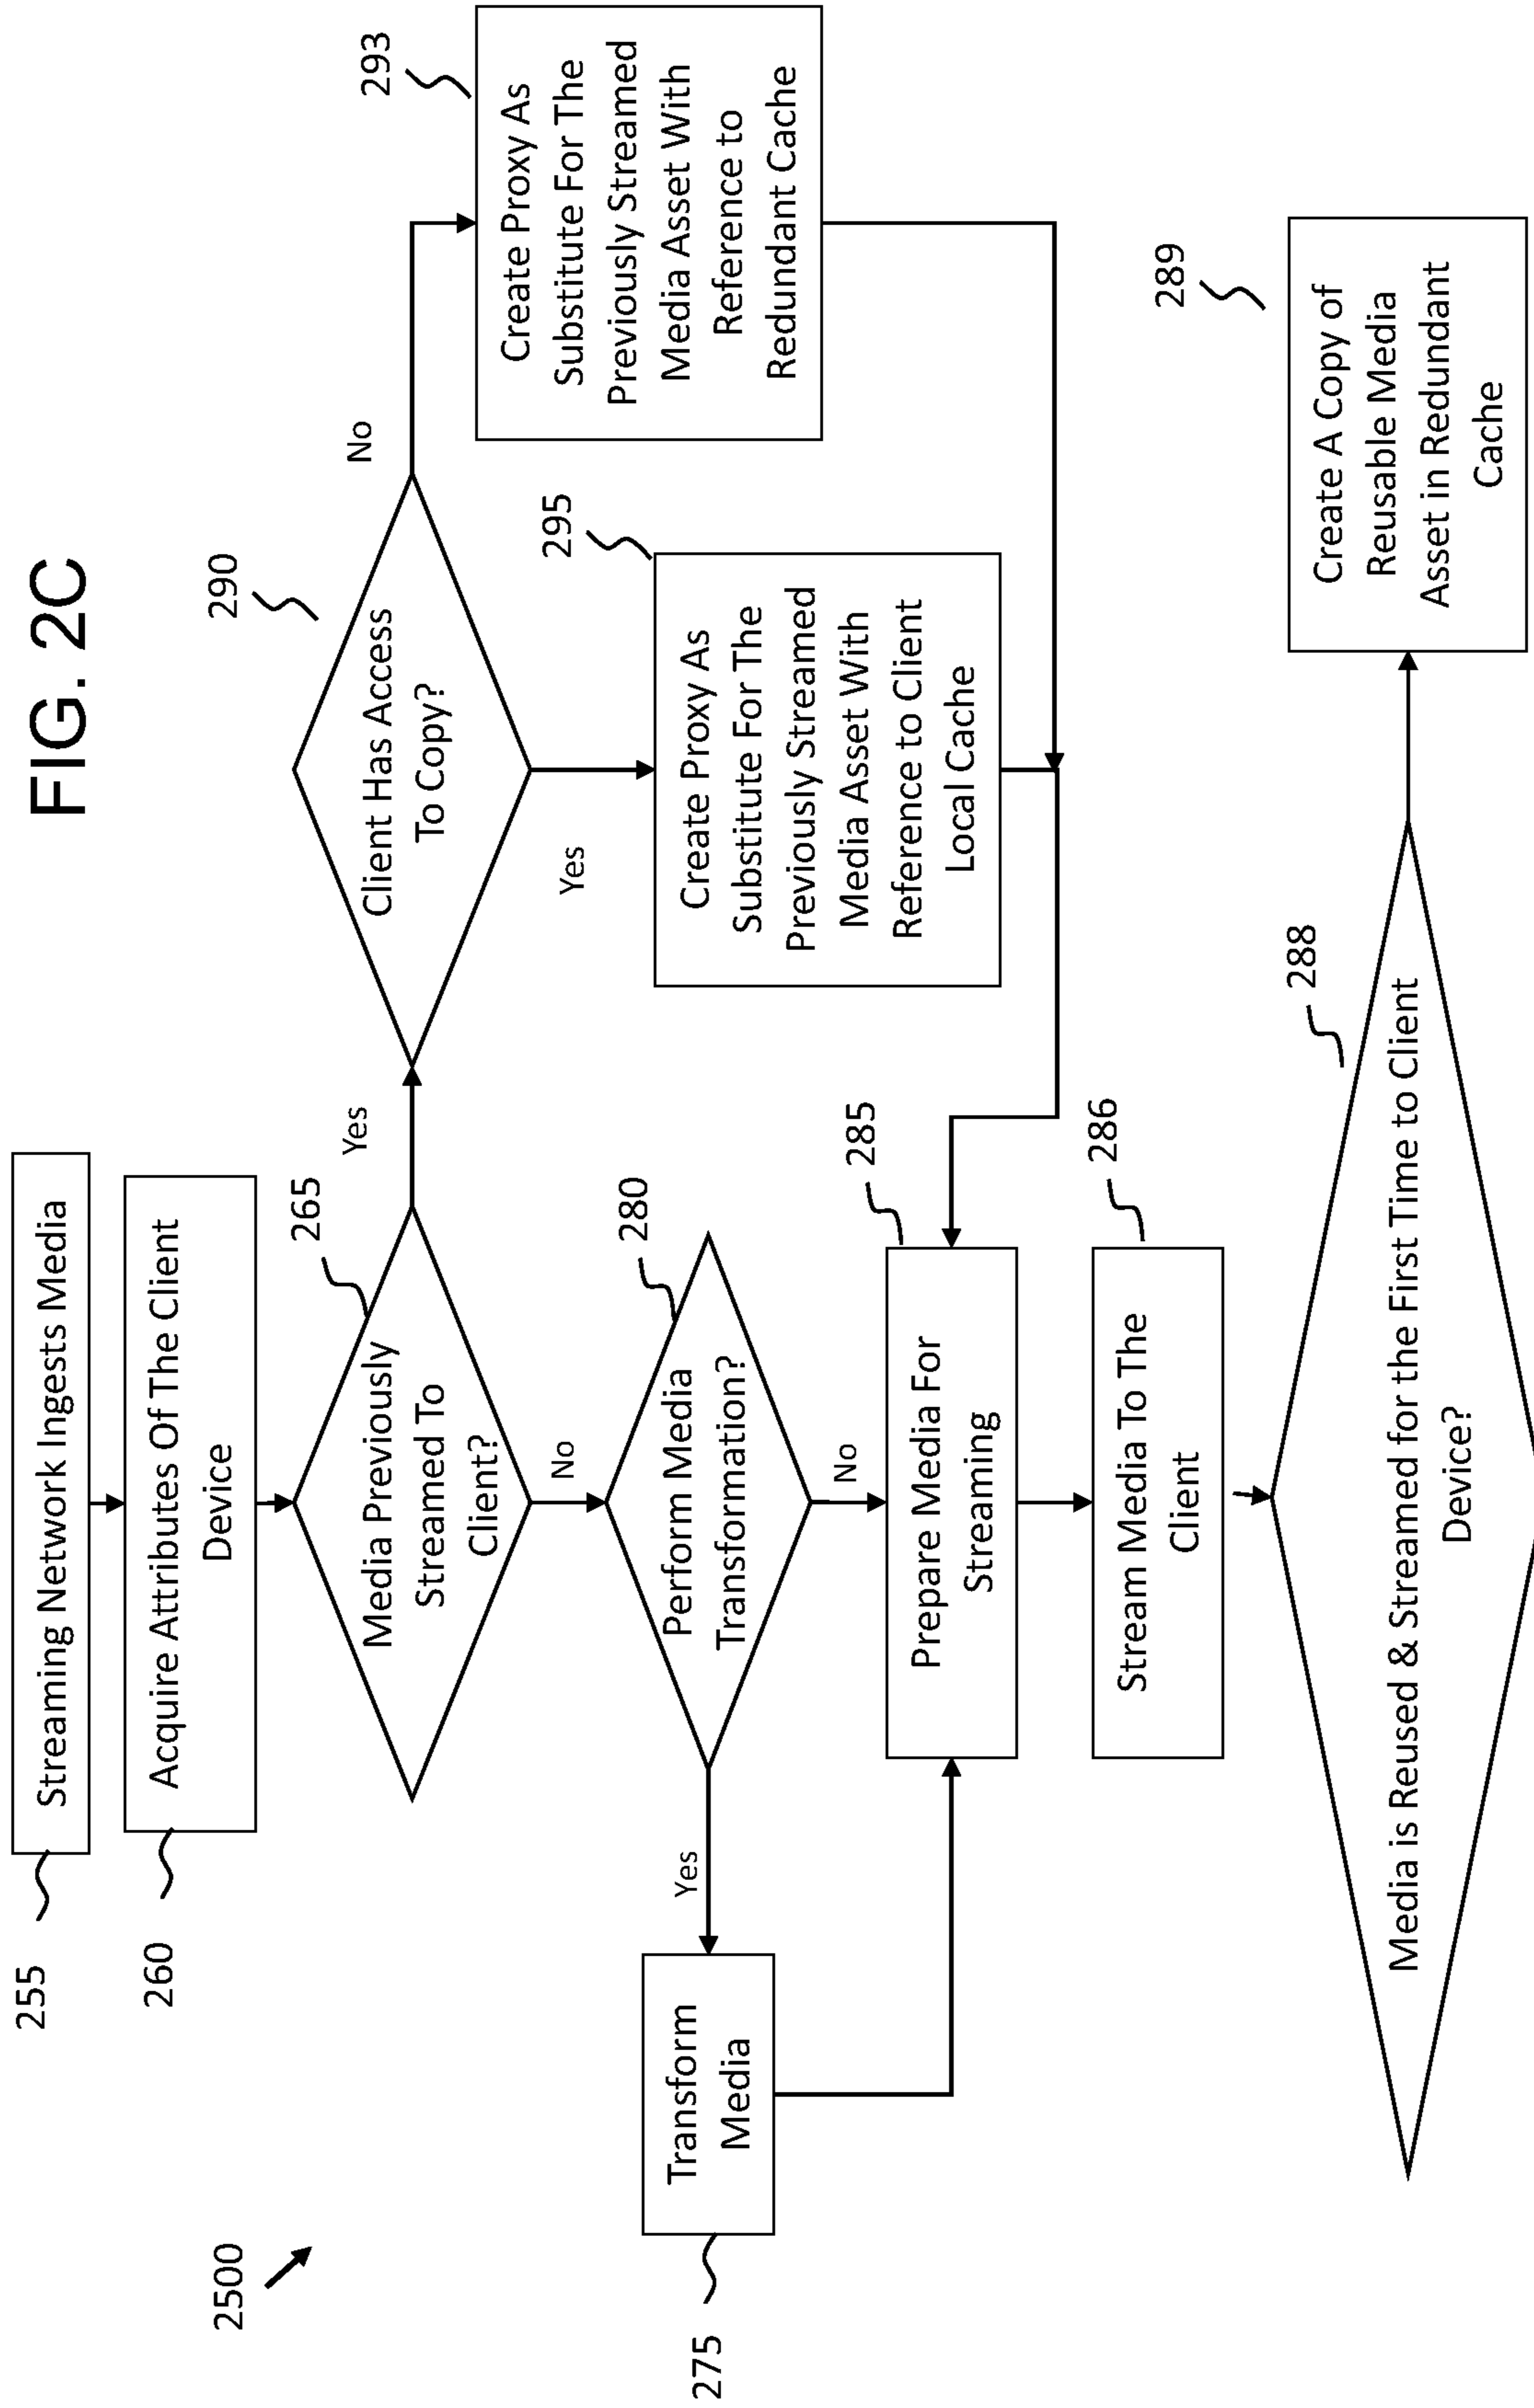 FIG. 2C
2500
255
Streaming Network Ingests Media
260
Acquire Attributes Of The Client
Device
265
Media Previously
Streamed To
Client?
Yes
No
290
Client Has Access
To Copy?
No
Yes
293
Create Proxy As
Substitute For The
Previously Streamed
Media Asset With
Reference to
Redundant Cache
295
Create Proxy As
Substitute For The
Previously Streamed
Media Asset With
Reference to Client
Local Cache
280
Perform Media
Transformation?
Yes
No
275
Transform
Media
285
Prepare Media For
Streaming
286
Stream Media To The
Client
288
Media is Reused & Streamed for the First Time to Client
Device?
289
Create A Copy of
Reusable Media
Asset in Redundant
Cache